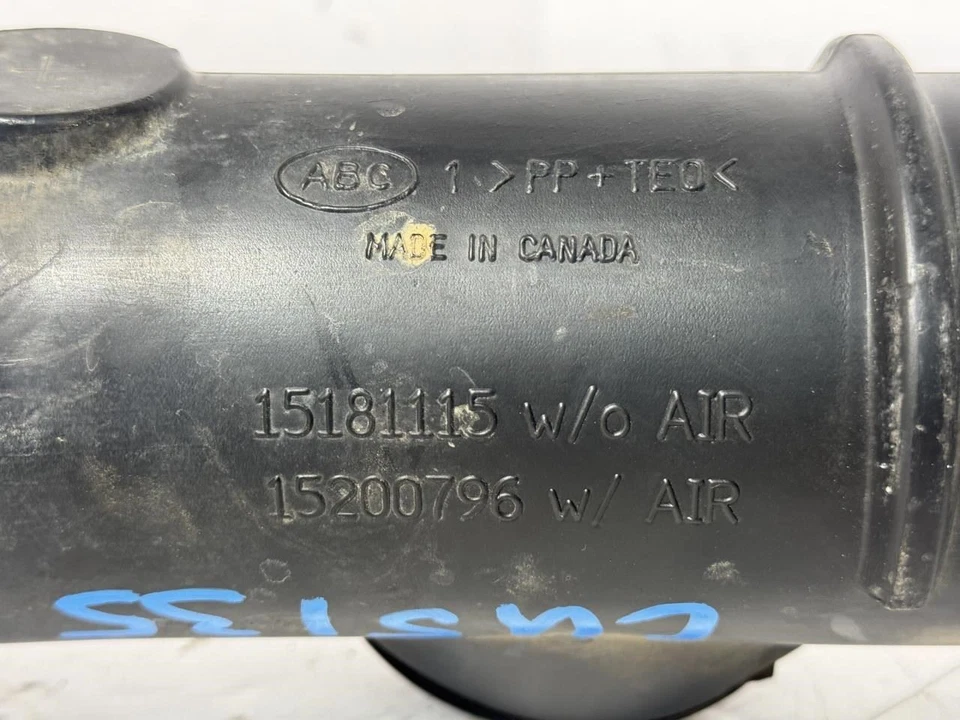 ABC 1 >PP+TEO<
MADE IN CANADA
15181115 w/o AIR
15200796 w/ AIR